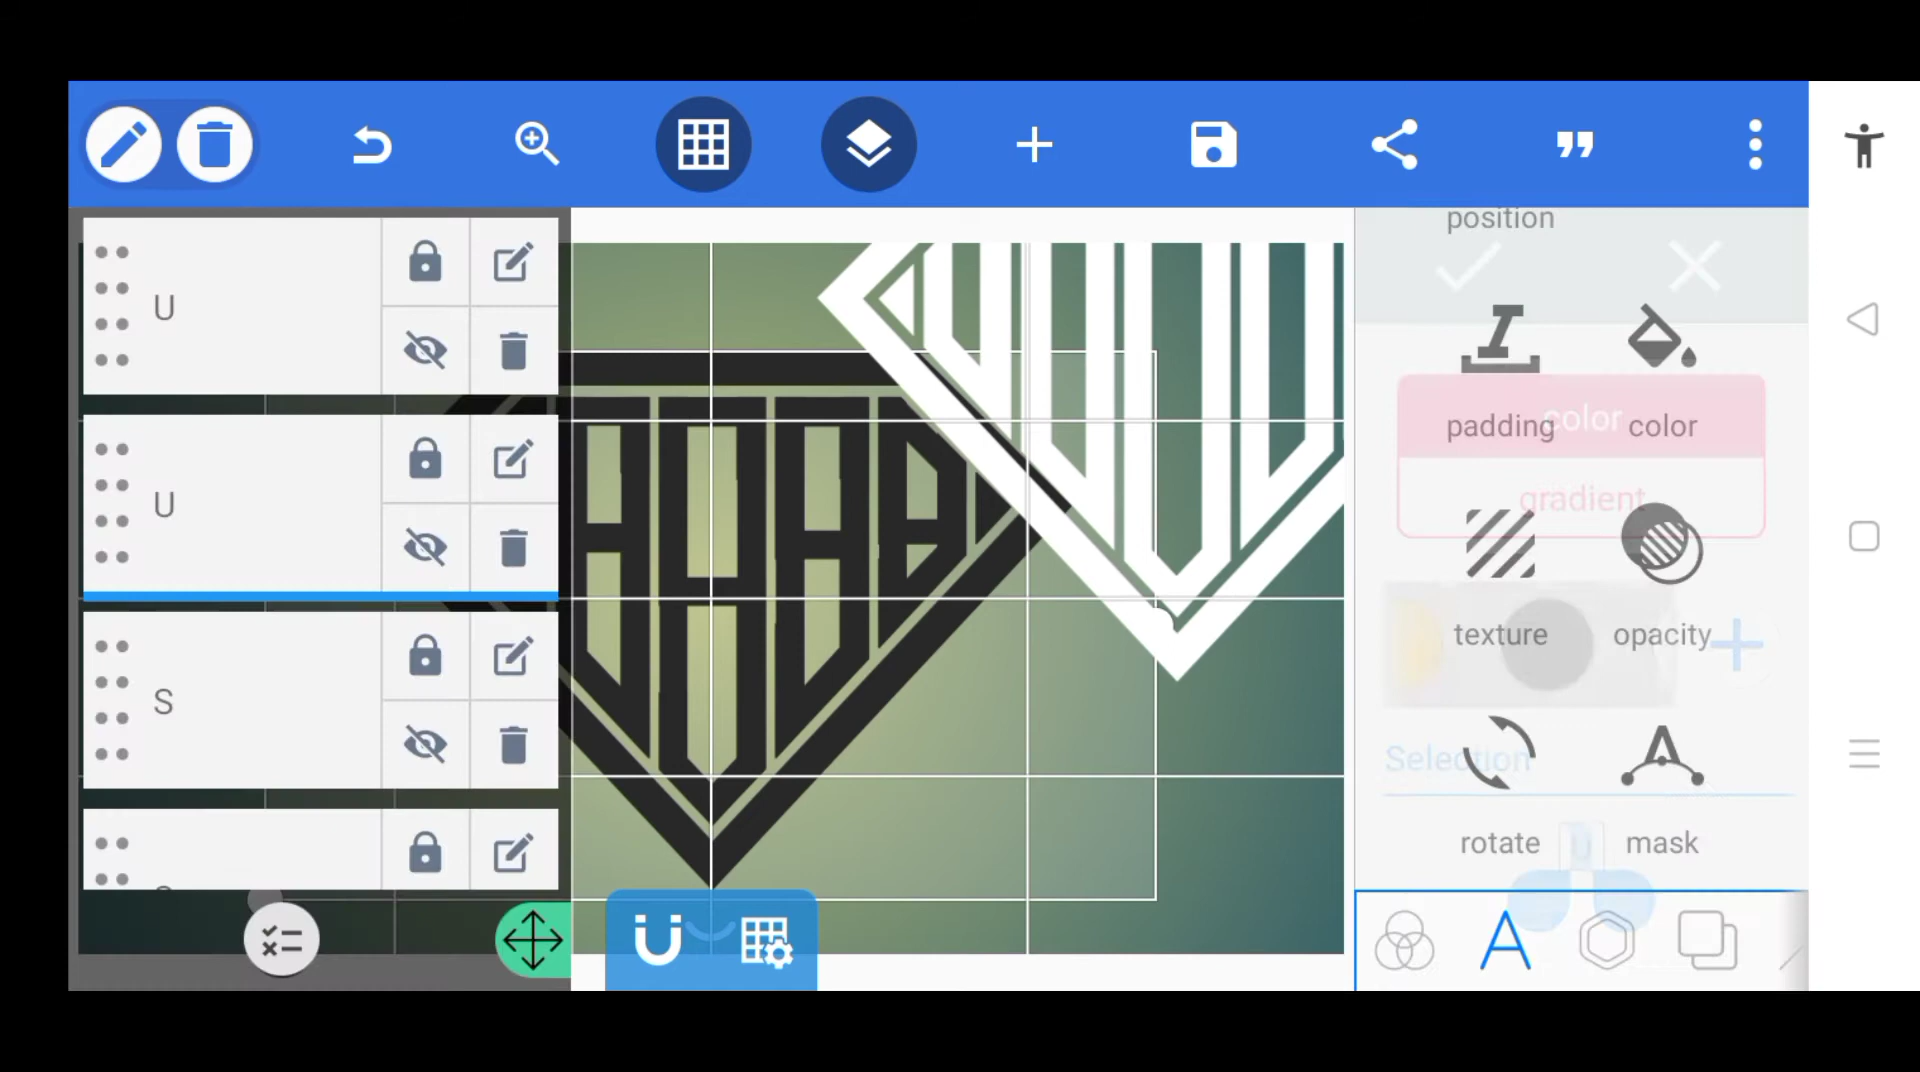 U
U
S
position
padding
color
color
gradient
texture
opacity
Selection
rotate
mask